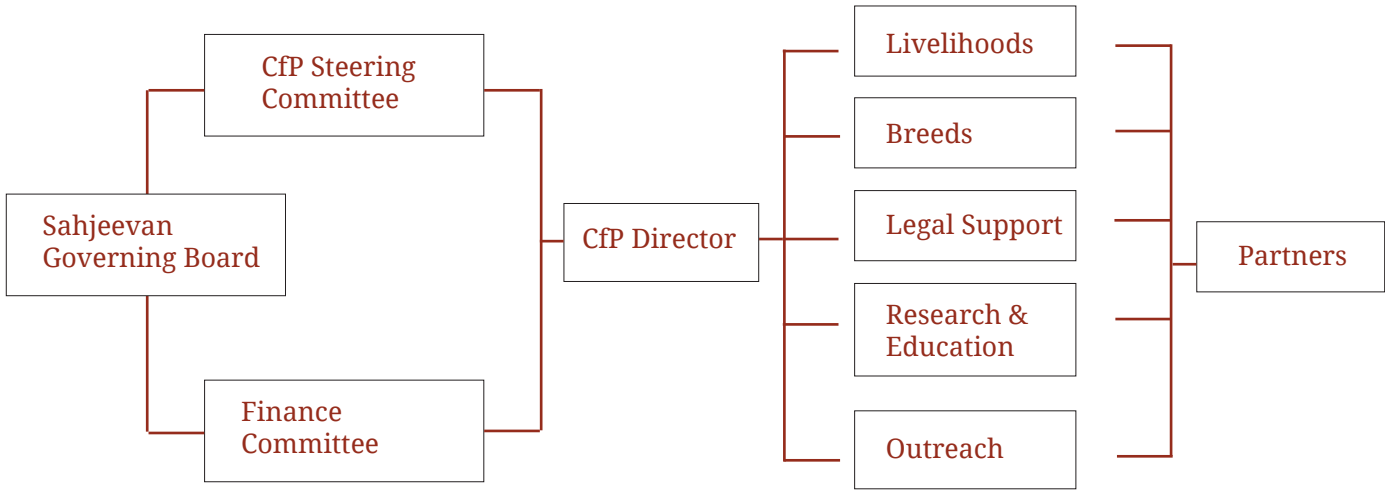 CfP Steering
Committee
Sahjeevan
Governing Board
Finance
Committee
CfP Director
Livelihoods
Breeds
Legal Support
Research &
Education
Outreach
Partners